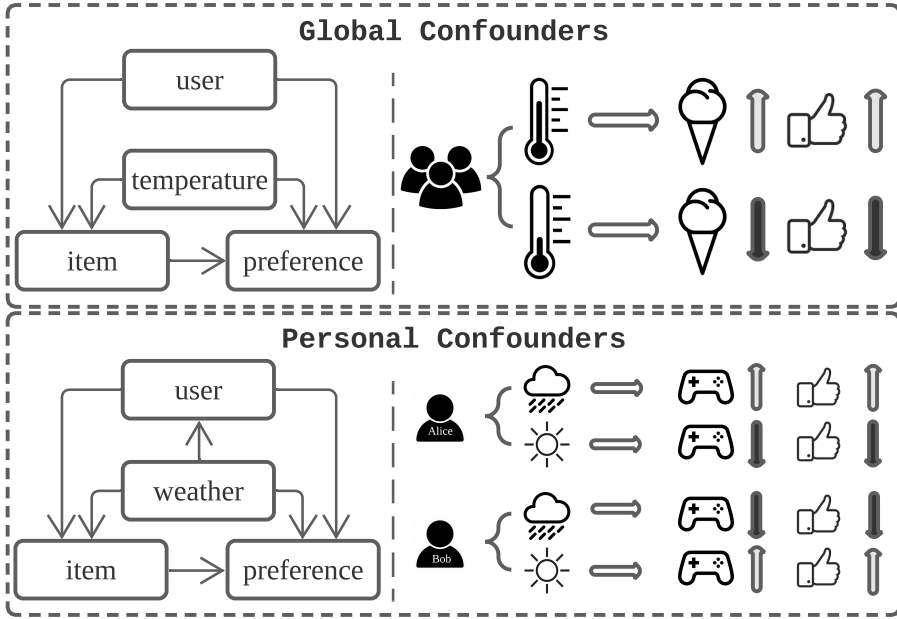 Global Confounders
user
temperature
item
preference
Personal Confounders
user
weather
item
preference
Alice
Bob